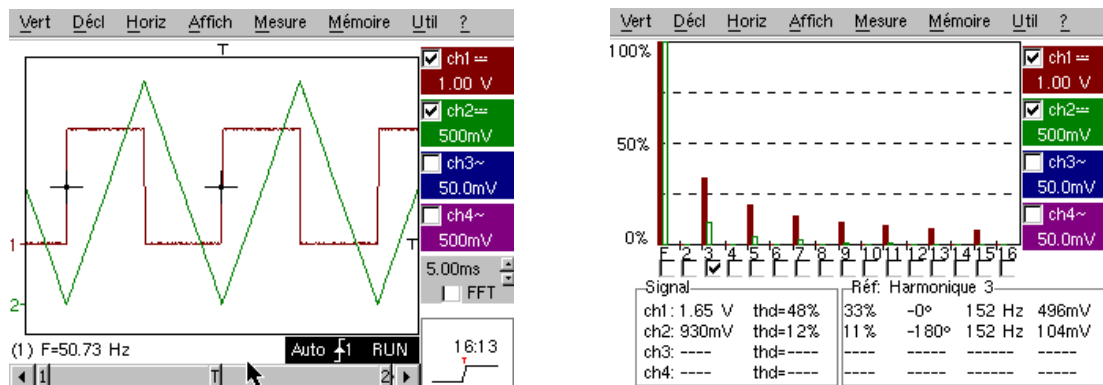 Vert Décl Horiz Affich Mesure Mémoire Util ?
T
ch1
1.00 V
ch2
500mV
ch3~
50.0mV
ch4~
500mV
1
T
2
5.00ms
FFT
(1) F=50.73 Hz
Auto 1 RUN
16:13
T
1 T 2
Vert Décl Horiz Affich Mesure Mémoire Util ?
100%
50%
0%
F 2 3 4 5 6 7 8 9 10 11 12 13 14 15 16
ch1
1.00 V
ch2
500mV
ch3~
50.0mV
ch4~
50.0mV
Signal Réf: Harmonique 3
ch1: 1.65 V thd=48% 33% -0° 152 Hz 496mV
ch2: 930mV thd=12% 11% -180° 152 Hz 104mV
ch3: ---- thd=---- ---- ----- ----- -----
ch4: ---- thd=---- ---- ----- ----- -----